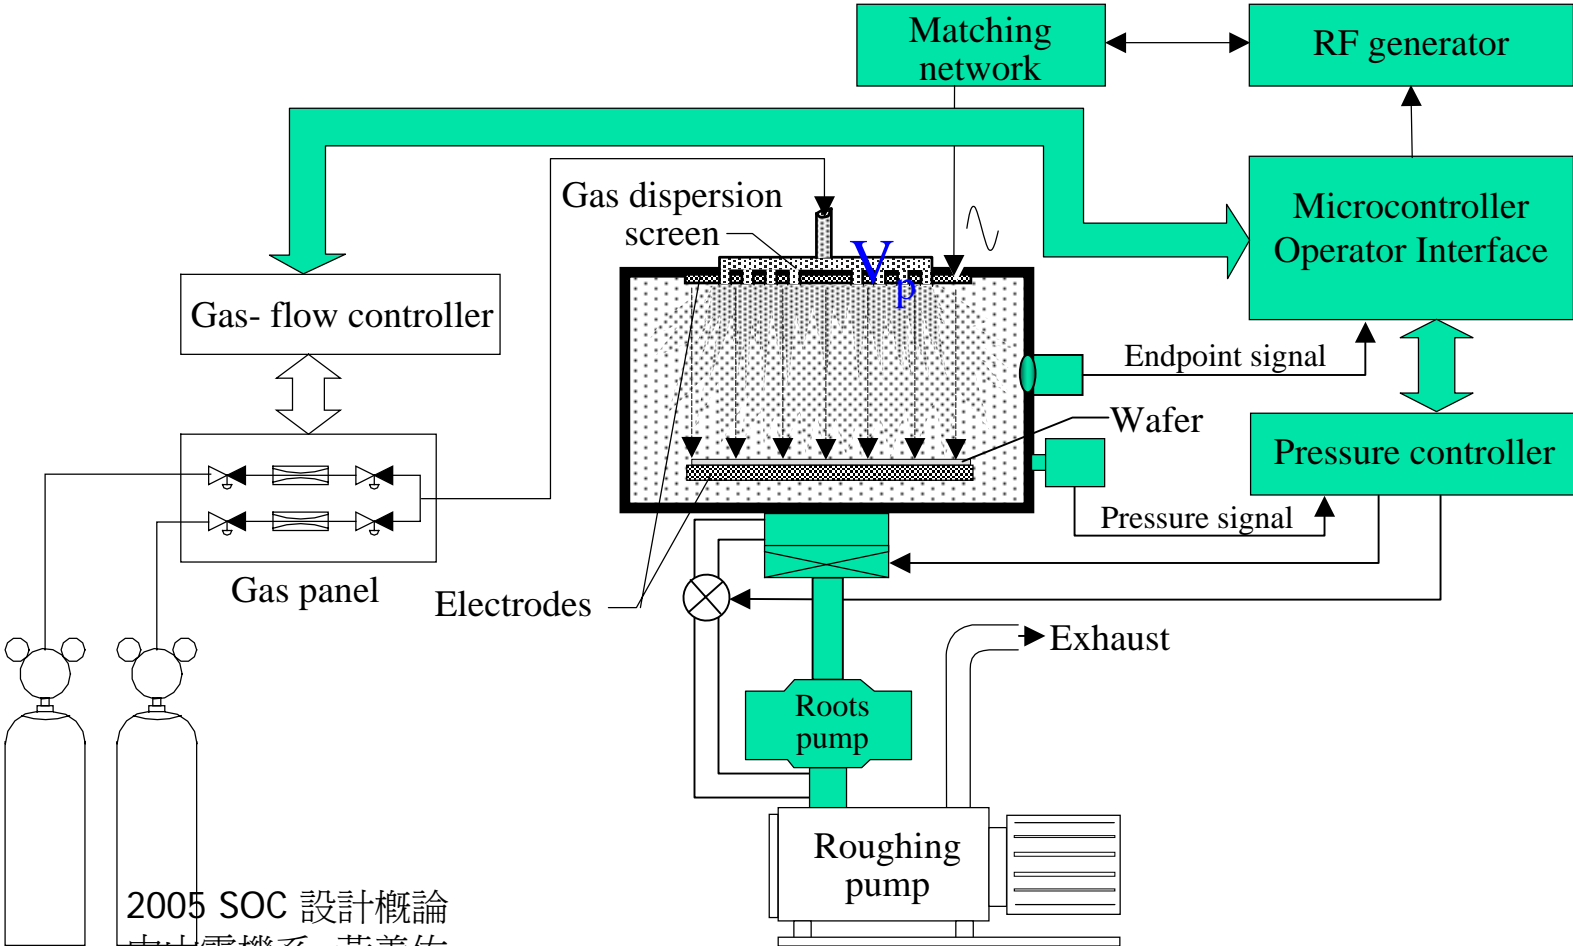 Matching
network
RF generator
Gas dispersion
screen
V
p
Microcontroller
Operator Interface
Gas- flow controller
Endpoint signal
Wafer
Pressure controller
Pressure signal
Gas panel
Electrodes
Exhaust
Roots
pump
Roughing
pump
2005 SOC 設計概論